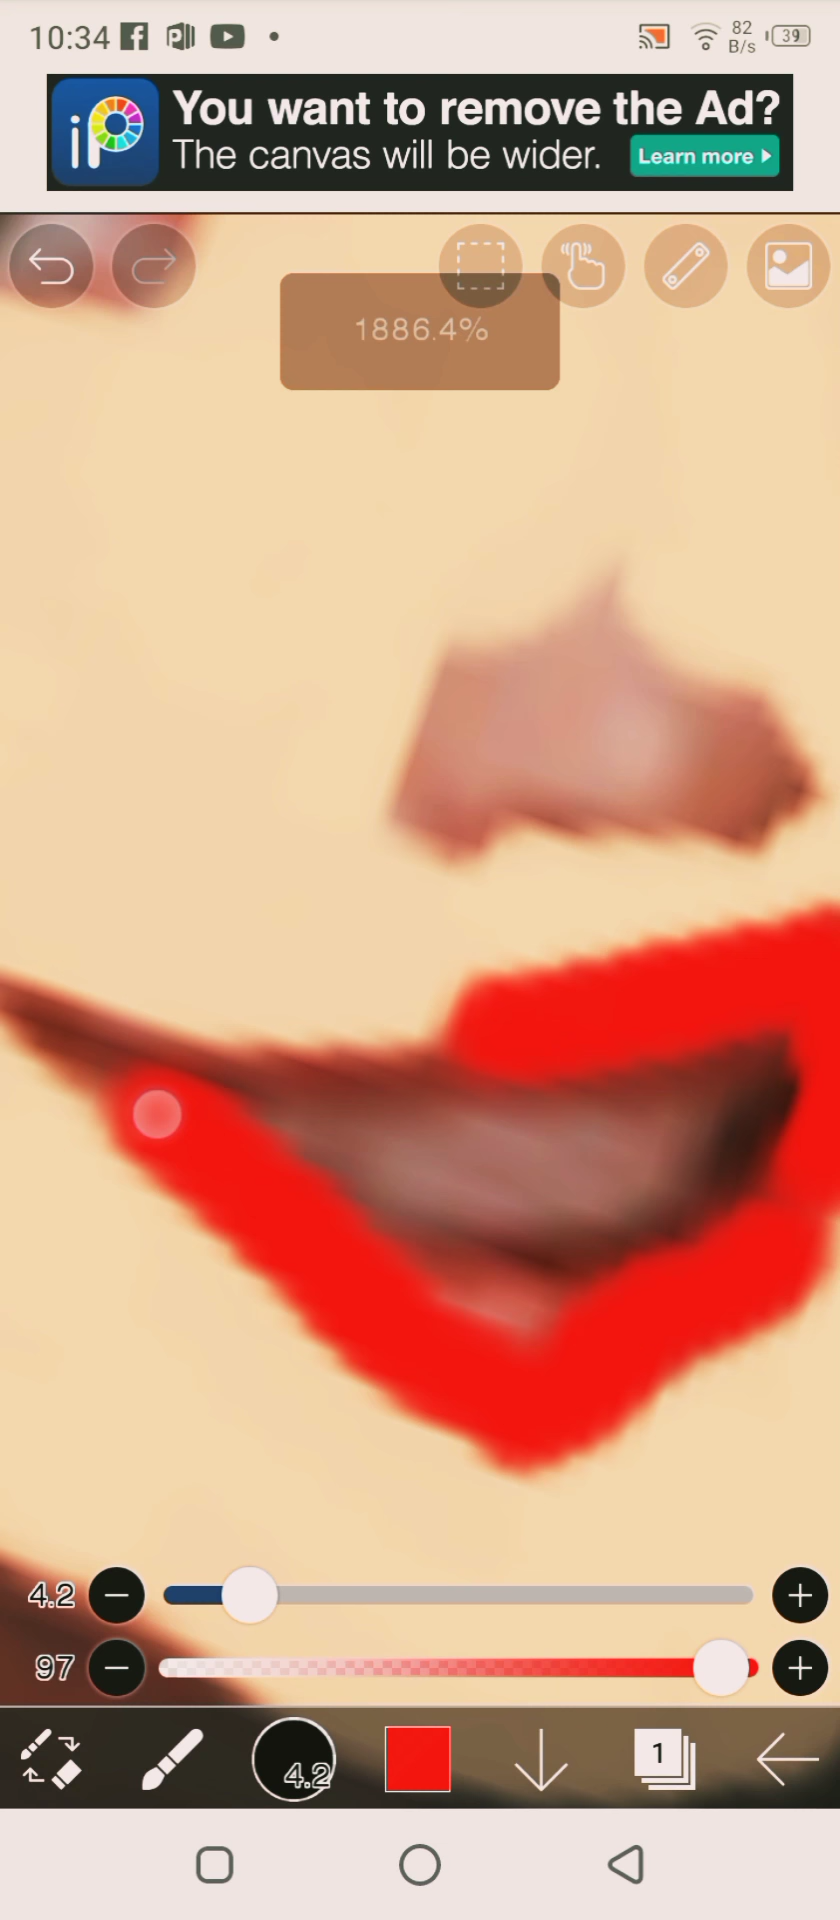 10:34
82
B/s
39
iP
You want to remove the Ad?
The canvas will be wider.
Learn more
1886.4%
4.2
97
4.2
1